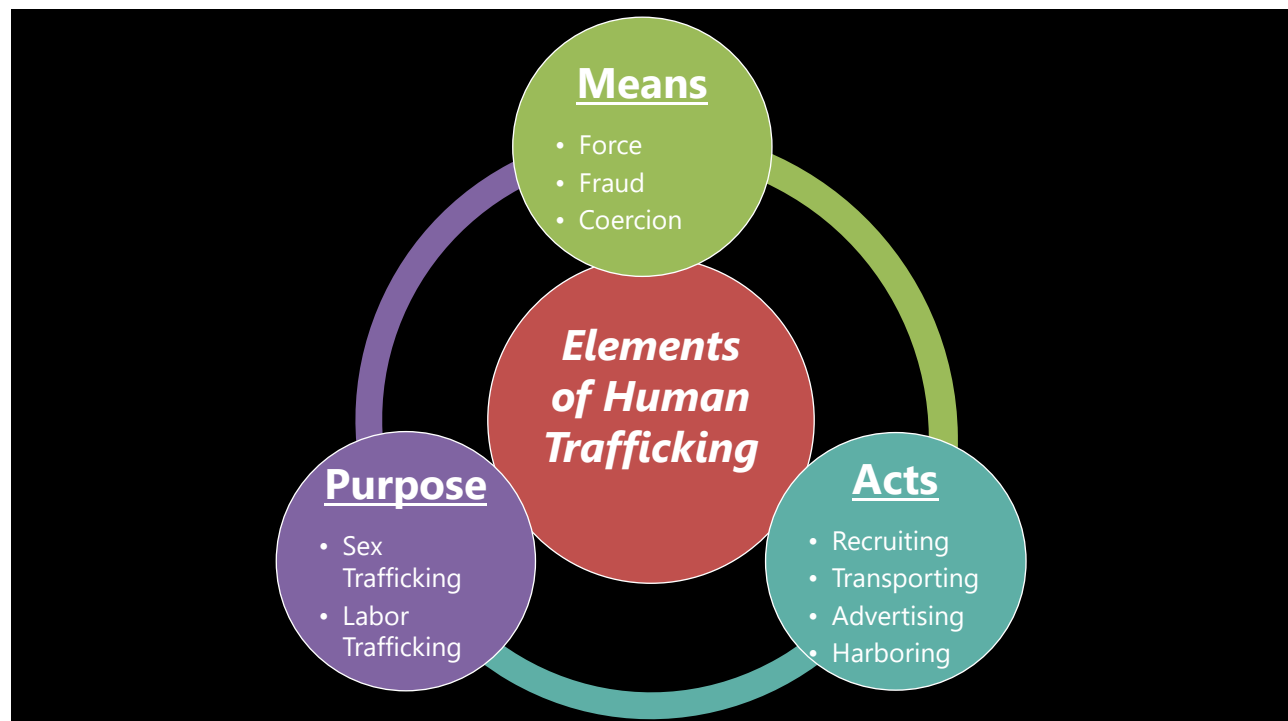 Means
• Force
• Fraud
• Coercion
Elements
of Human
Trafficking
Purpose
• Sex
Trafficking
• Labor
Trafficking
Acts
• Recruiting
• Transporting
• Advertising
• Harboring